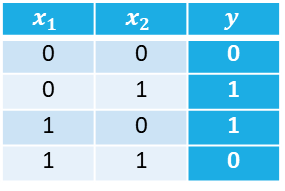 x₁ x₂ y
0 0 0
0 1 1
1 0 1
1 1 0